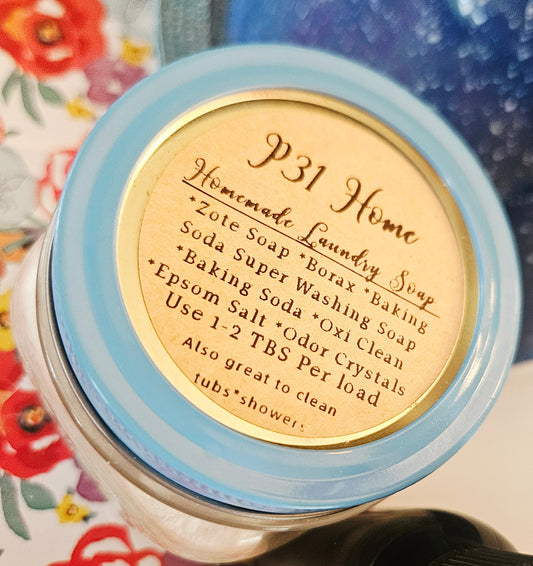 P31 Home
Homemade Laundry Soap
*Zote Soap *Borax *Baking
Soda Super Washing Soap
*Baking Soda *Oxi Clean
*Epsom Salt *Odor Crystals
Use 1-2 TBS Per load
Also great to clean
tubs*showers